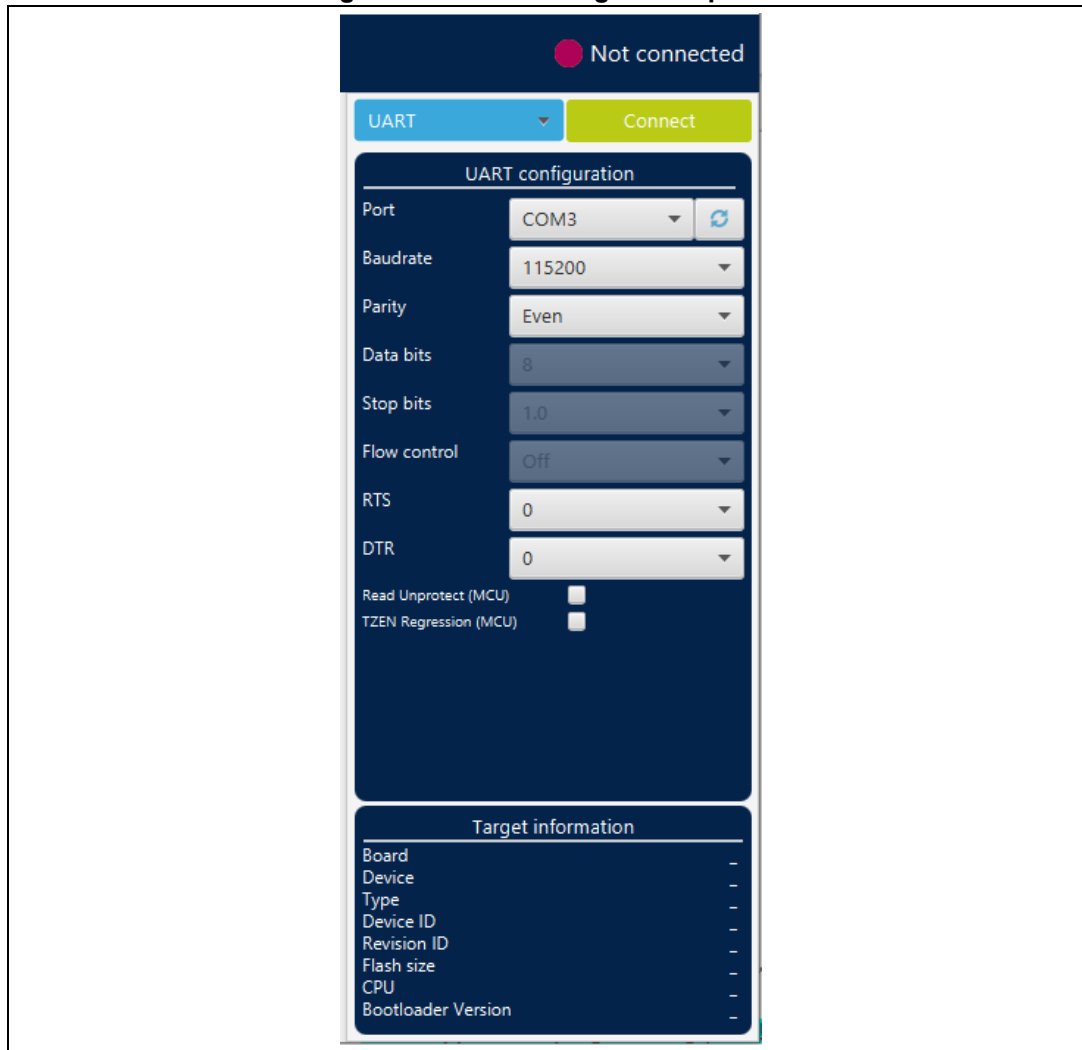 Not connected
UART Connect
UART configuration
Port COM3
Baudrate 115200
Parity Even
Data bits 8
Stop bits 1.0
Flow control Off
RTS 0
DTR 0
Read Unprotect (MCU)
TZEN Regression (MCU)
Target information
Board _
Device _
Type _
Device ID _
Revision ID _
Flash size _
CPU _
Bootloader Version _